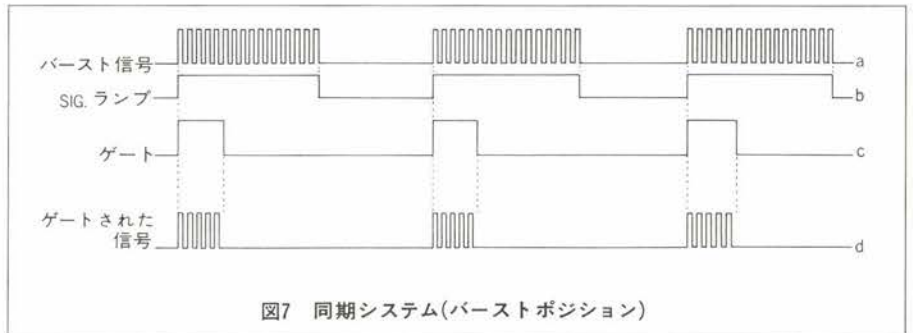 バースト信号 a
SIG. ランプ b
ゲート c
ゲートされた
信号 d
図7 同期システム(バーストポジション)